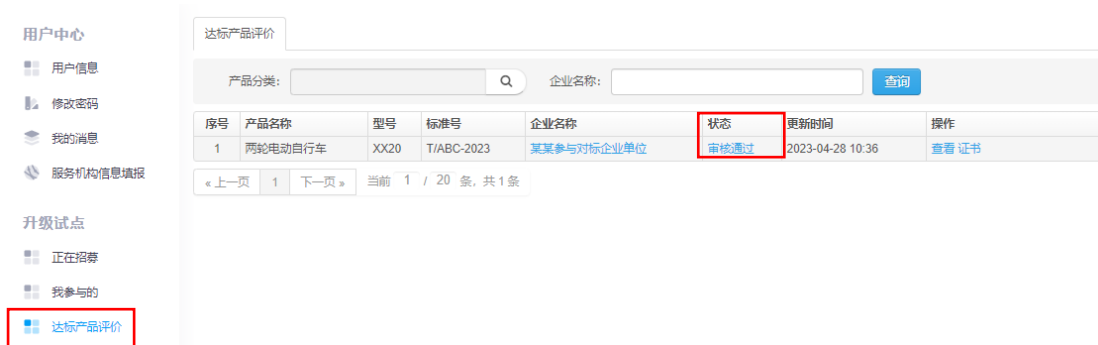 用户中心
用户信息
修改密码
我的消息
服务机构信息填报
升级试点
正在招募
我参与的
达标产品评价
达标产品评价
产品分类: 企业名称: 查询
序号 产品名称 型号 标准号 企业名称 状态 更新时间 操作
1 两轮电动自行车 XX20 T/ABC-2023 某某参与对标企业单位 审核通过 2023-04-28 10:36 查看 证书
« 上一页 1 下一页 » 当前 1 / 20 条, 共 1 条